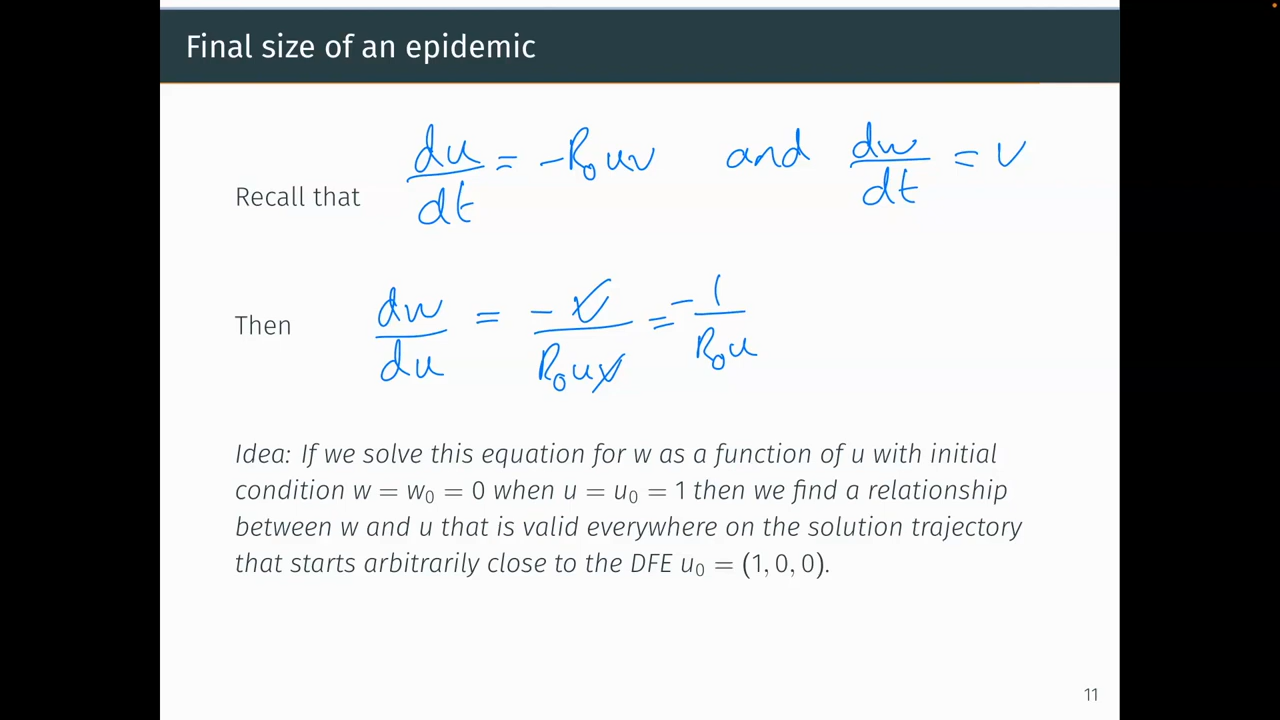 Final size of an epidemic
Recall that du/dt = -R₀uv and dw/dt = v
Then dw/du = -v/R₀uv = -1/R₀u
Idea: If we solve this equation for w as a function of u with initial
condition w = w₀ = 0 when u = u₀ = 1 then we find a relationship
between w and u that is valid everywhere on the solution trajectory
that starts arbitrarily close to the DFE u₀ = (1, 0, 0).
11